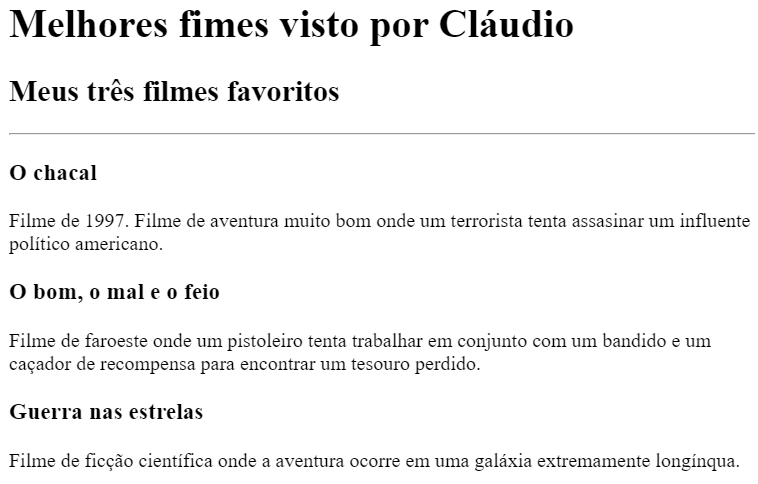 Melhores fimes visto por Cláudio
Meus três filmes favoritos
O chacal
Filme de 1997. Filme de aventura muito bom onde um terrorista tenta assasinar um influente
político americano.
O bom, o mal e o feio
Filme de faroeste onde um pistoleiro tenta trabalhar em conjunto com um bandido e um
caçador de recompensa para encontrar um tesouro perdido.
Guerra nas estrelas
Filme de ficção científica onde a aventura ocorre em uma galáxia extremamente longínqua.